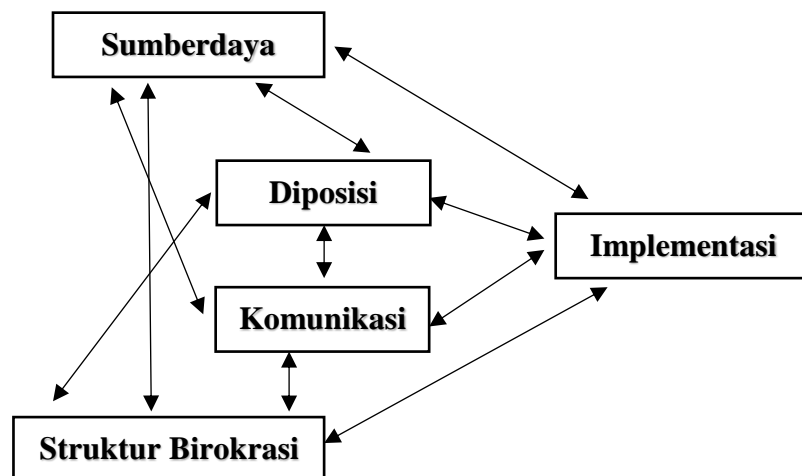 Sumberdaya
Diposisi
Implementasi
Komunikasi
Struktur Birokrasi